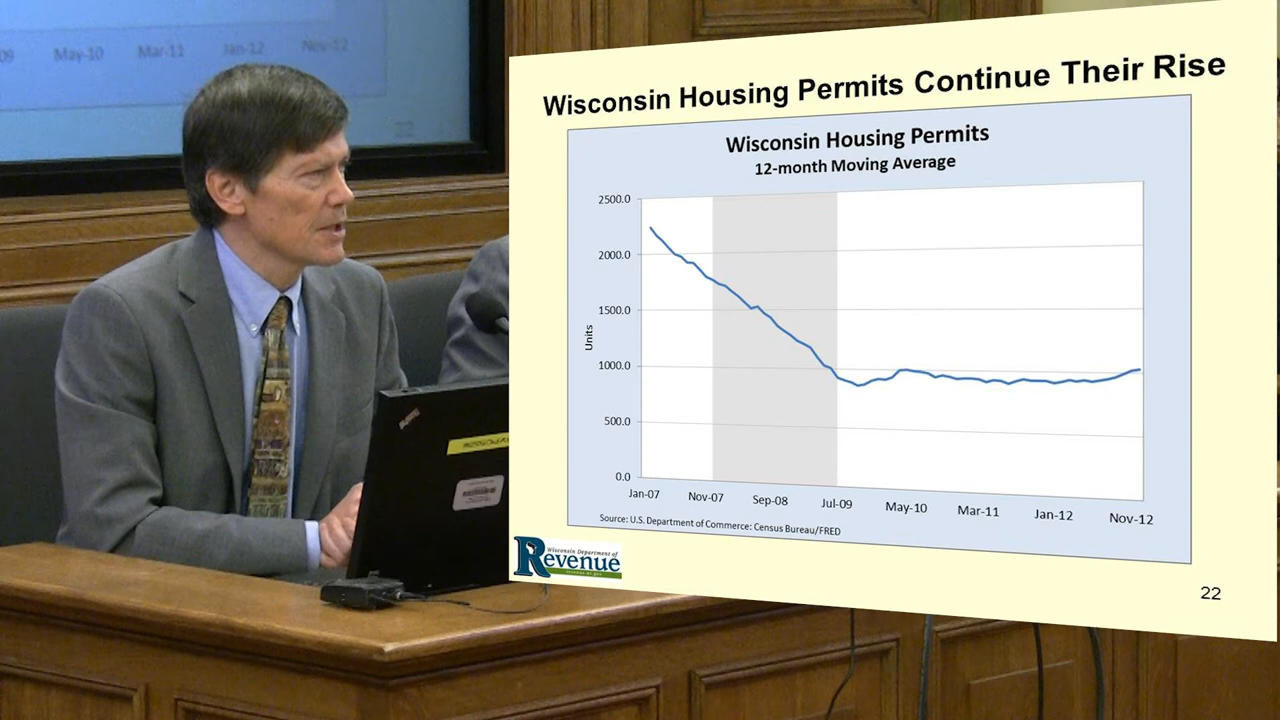 May-10 Mar-11 Jan-12 Nov-12
22
Wisconsin Housing Permits Continue Their Rise
Wisconsin Housing Permits
12-month Moving Average
2500.0
2000.0
1500.0
1000.0
500.0
0.0
Units
Jan-07 Nov-07 Sep-08 Jul-09 May-10 Mar-11 Jan-12 Nov-12
Source: U.S. Department of Commerce: Census Bureau/FRED
Wisconsin Department of
Revenue
22